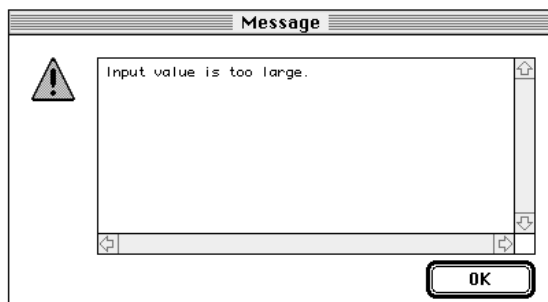 Message
Input value is too large.
OK